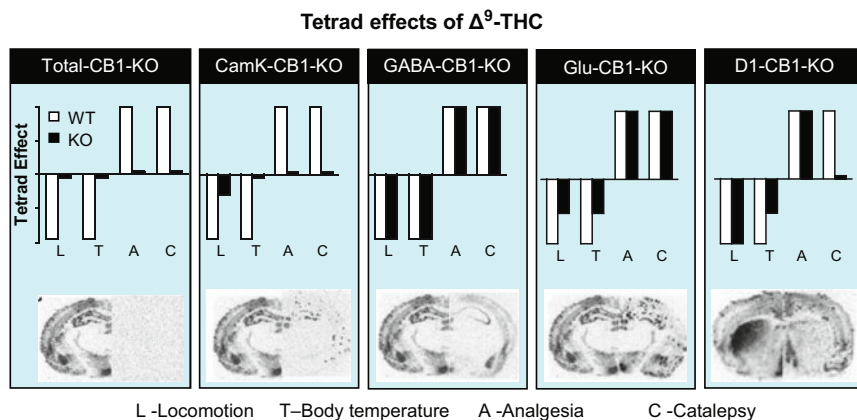 Tetrad effects of Δ⁹-THC
Total-CB1-KO
CamK-CB1-KO
GABA-CB1-KO
Glu-CB1-KO
D1-CB1-KO
Tetrad Effect
WT
KO
L T A C
L T A C
L T A C
L T A C
L T A C
L -Locomotion T–Body temperature A -Analgesia C -Catalepsy